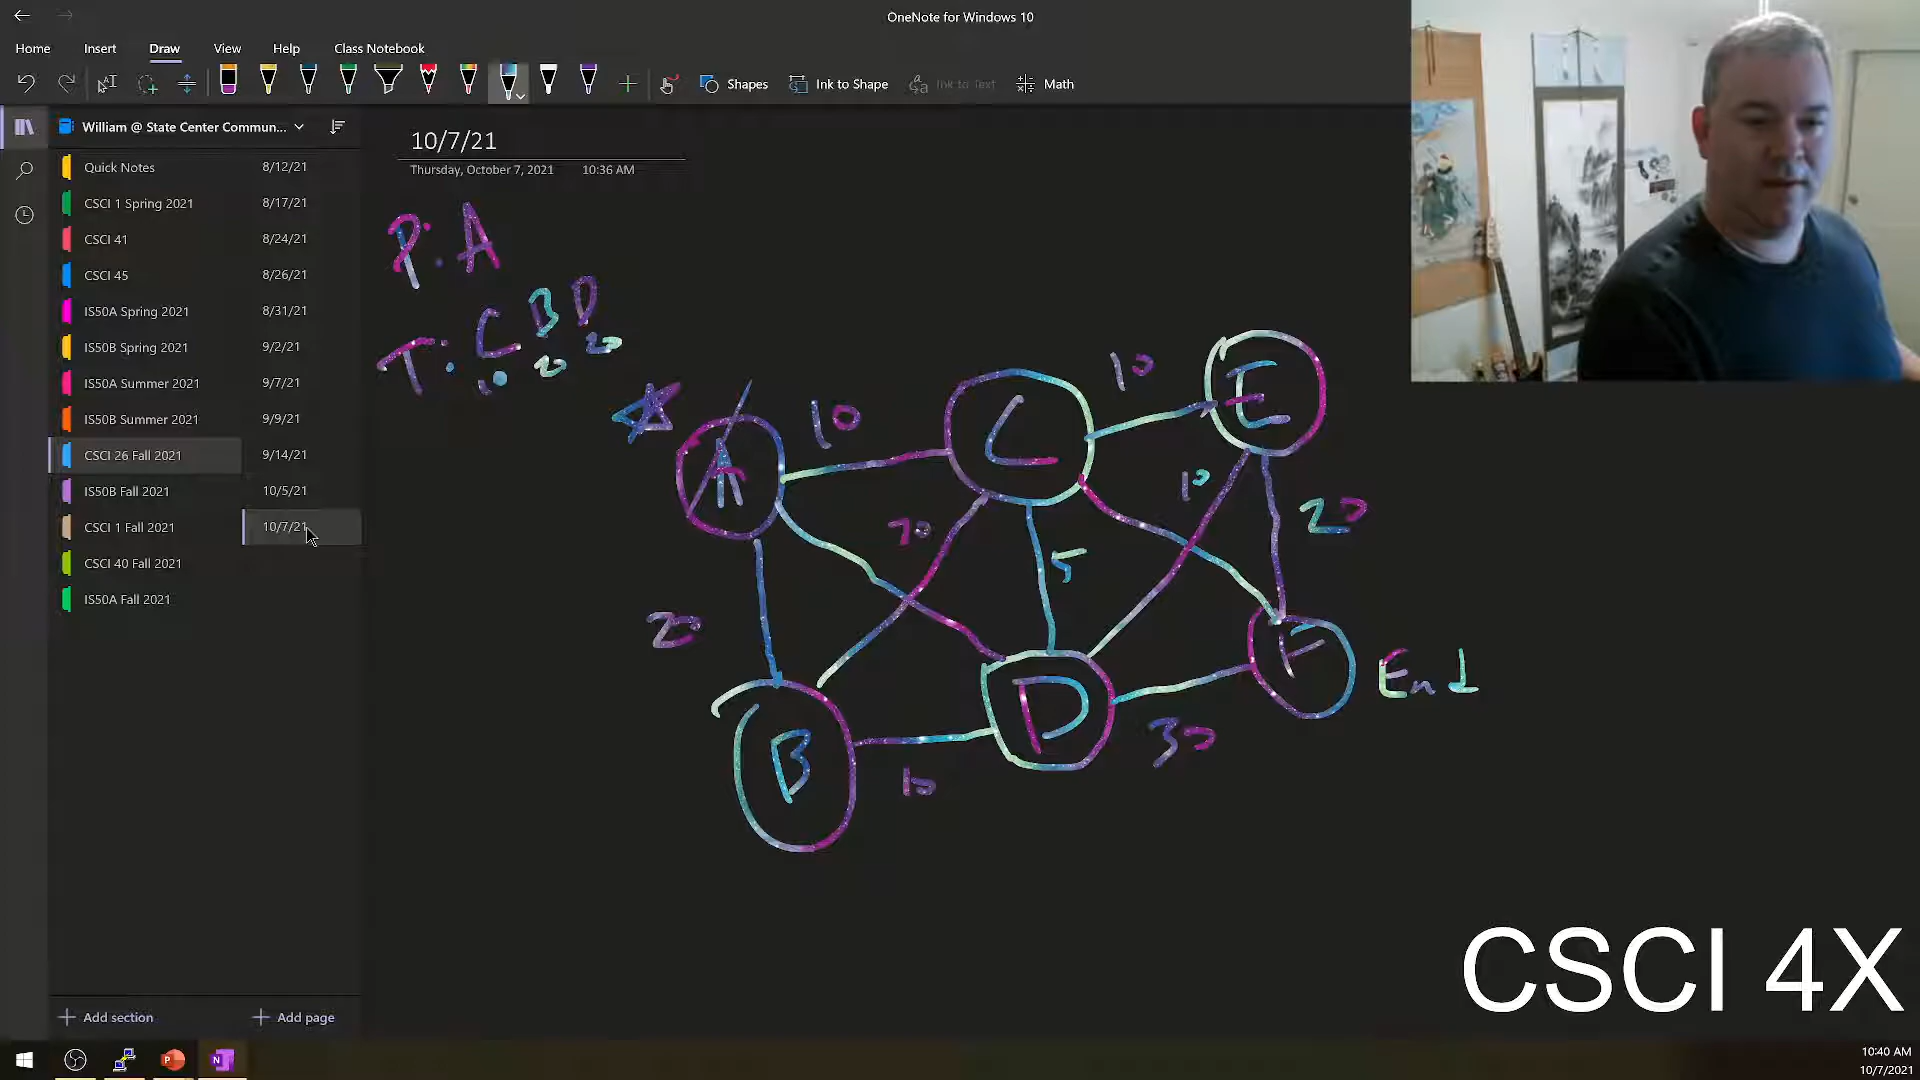 OneNote for Windows 10
Home Insert Draw View Help Class Notebook
Shapes Ink to Shape Ink to Text Math
William @ State Center Commun...
Quick Notes
CSCI 1 Spring 2021
CSCI 41
CSCI 45
IS50A Spring 2021
IS50B Spring 2021
IS50A Summer 2021
IS50B Summer 2021
CSCI 26 Fall 2021
IS50B Fall 2021
CSCI 1 Fall 2021
CSCI 40 Fall 2021
IS50A Fall 2021
Add section
8/12/21
8/17/21
8/24/21
8/26/21
8/31/21
9/2/21
9/7/21
9/9/21
9/14/21
10/5/21
10/7/21
Add page
10/7/21
Thursday, October 7, 2021 10:36 AM
P: A
T: C B D
10 20 20
A 10 C 10 E
10 20
5
20
F End
B 10 D 30
CSCI 4X
10:40 AM
10/7/2021